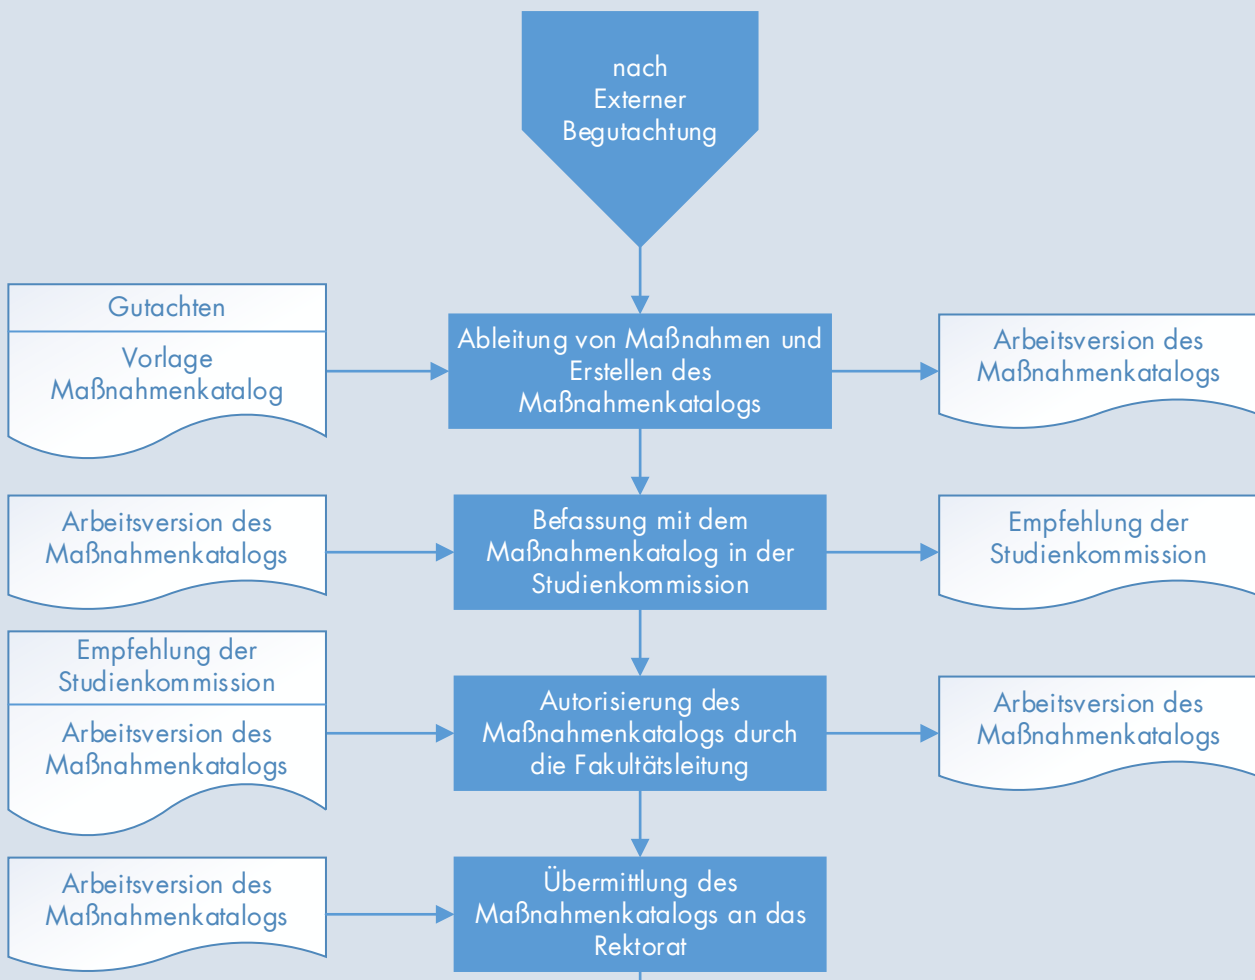 nach
Externer
Begutachtung
Gutachten
Vorlage
Maßnahmenkatalog
Ableitung von Maßnahmen und
Erstellen des
Maßnahmenkatalogs
Arbeitsversion des
Maßnahmenkatalogs
Arbeitsversion des
Maßnahmenkatalogs
Befassung mit dem
Maßnahmenkatalog in der
Studienkommission
Empfehlung der
Studienkommission
Empfehlung der
Studienkommission
Arbeitsversion des
Maßnahmenkatalogs
Autorisierung des
Maßnahmenkatalogs durch
die Fakultätsleitung
Arbeitsversion des
Maßnahmenkatalogs
Arbeitsversion des
Maßnahmenkatalogs
Übermittlung des
Maßnahmenkatalogs an das
Rektorat